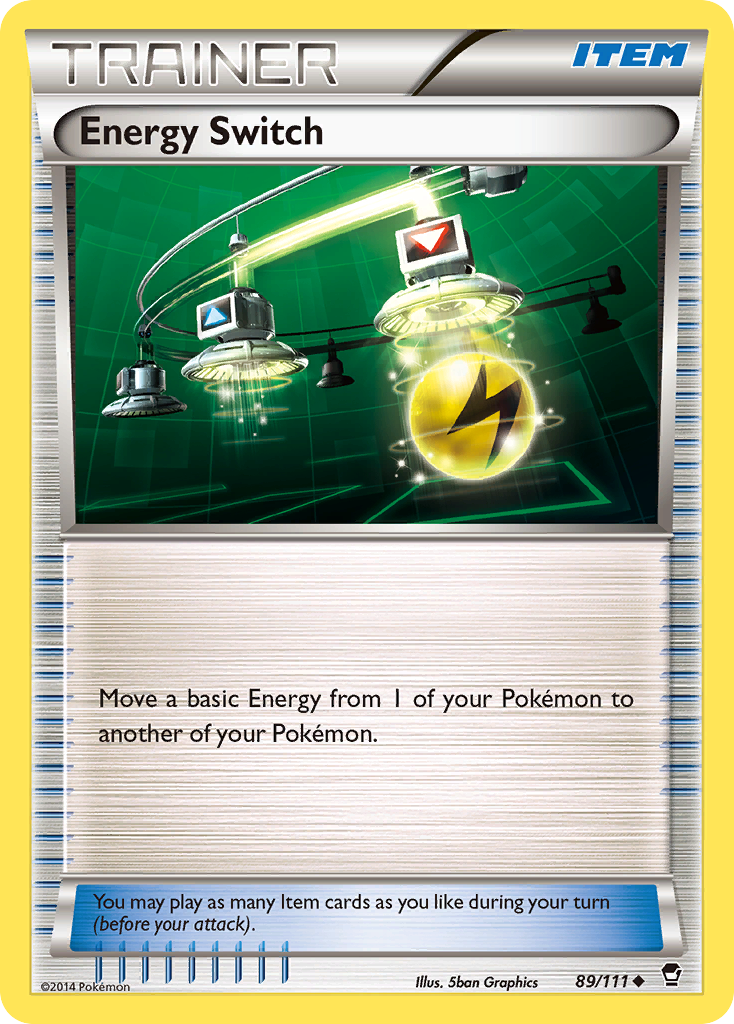 TRAINER
ITEM
Energy Switch
Move a basic Energy from 1 of your Pokémon to
another of your Pokémon.
You may play as many Item cards as you like during your turn
(before your attack).
©2014 Pokémon
Illus. 5ban Graphics
89/111